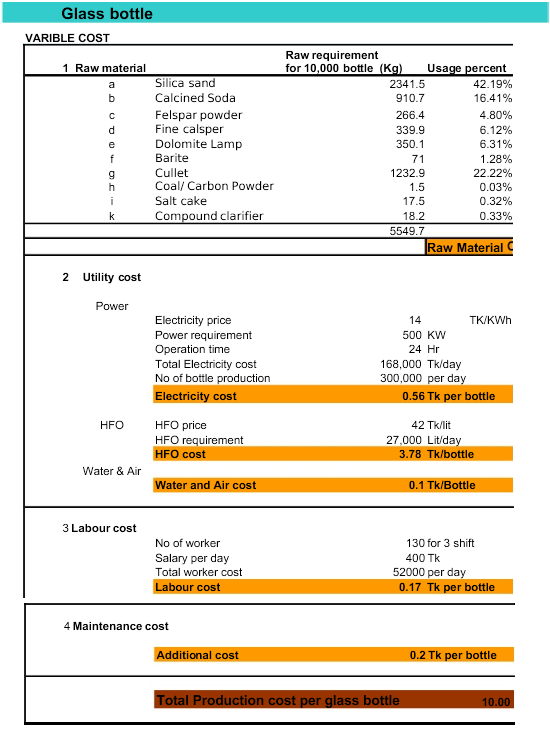 Glass bottle
VARIBLE COST
Raw requirement
1 Raw material for 10,000 bottle (Kg) Usage percent
a Silica sand 2341.5 42.19%
b Calcined Soda 910.7 16.41%
c Felspar powder 266.4 4.80%
d Fine calsper 339.9 6.12%
e Dolomite Lamp 350.1 6.31%
f Barite 71 1.28%
g Cullet 1232.9 22.22%
h Coal/ Carbon Powder 1.5 0.03%
i Salt cake 17.5 0.32%
k Compound clarifier 18.2 0.33%
5549.7
Raw Material C
2 Utility cost
Power
Electricity price 14 TK/KWh
Power requirement 500 KW
Operation time 24 Hr
Total Electricity cost 168,000 Tk/day
No of bottle production 300,000 per day
Electricity cost 0.56 Tk per bottle
HFO HFO price 42 Tk/lit
HFO requirement 27,000 Lit/day
HFO cost 3.78 Tk/bottle
Water & Air
Water and Air cost 0.1 Tk/Bottle
3 Labour cost
No of worker 130 for 3 shift
Salary per day 400 Tk
Total worker cost 52000 per day
Labour cost 0.17 Tk per bottle
4 Maintenance cost
Additional cost 0.2 Tk per bottle
Total Production cost per glass bottle 10.00